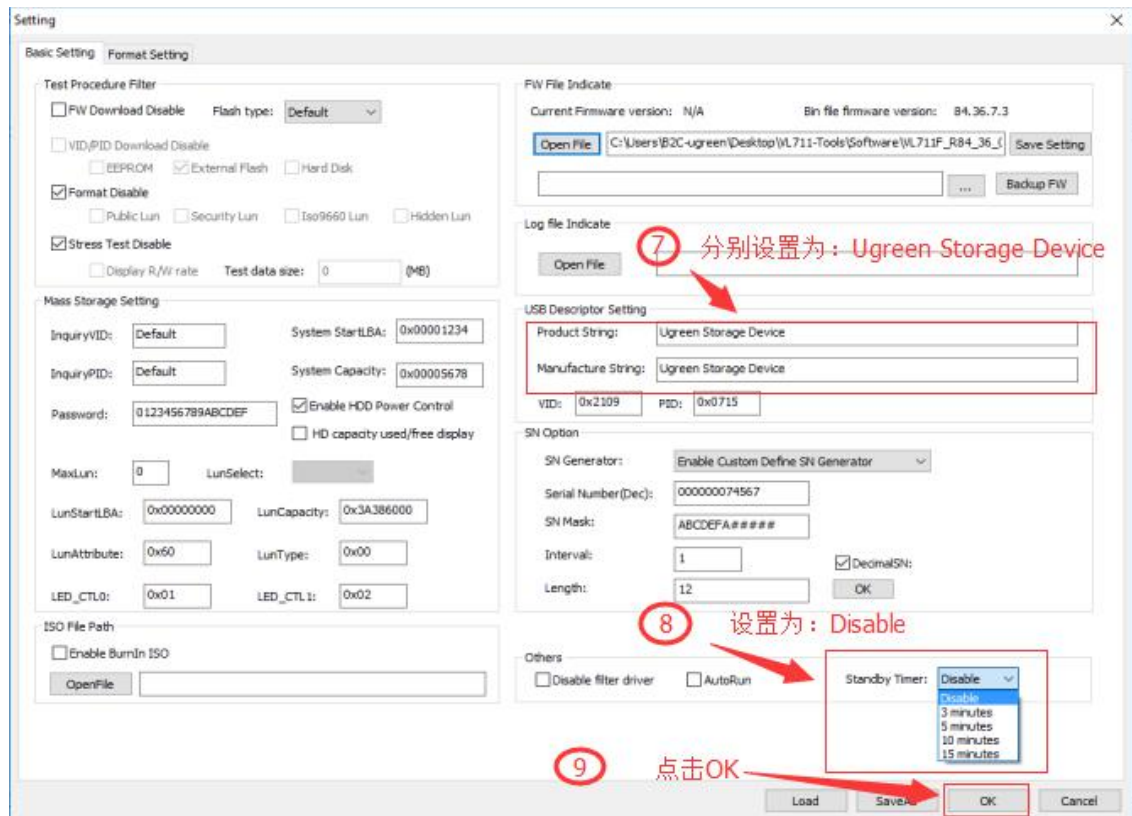 Setting
Basic Setting Format Setting
Test Procedure Filter
FW Download Disable Flash type: Default
VID/PID Download Disable
EEPROM External Flash Hard Disk
Format Disable
Public Lun Security Lun Iso9660 Lun Hidden Lun
Stress Test Disable
Display R/W rate Test data size: 0 (MB)
Mass Storage Setting
InquiryVID: Default System StartLBA: 0x00001234
InquiryPID: Default System Capacity: 0x00005678
Password: 0123456789ABCDEF Enable HDD Power Control
HD capacity used/free display
MaxLun: 0 LunSelect:
LunStartLBA: 0x00000000 LunCapacity: 0x3A386000
LunAttribute: 0x60 LunType: 0x00
LED_CTL0: 0x01 LED_CTL1: 0x02
ISO File Path
Enable BurnIn ISO
OpenFile
FW File Indicate
Current Firmware version: N/A Bin file firmware version: 84.36.7.3
Open File C:\Users\B2C-ugreen\Desktop\VL711-Tools\Software\VL711F_R84_36_ Save Setting
... Backup FW
Log file Indicate
⑦ 分别设置为：Ugreen Storage Device
Open File
USB Descriptor Setting
Product String: Ugreen Storage Device
Manufacture String: Ugreen Storage Device
VID: 0x2109 PID: 0x0715
SN Option
SN Generator: Enable Custom Define SN Generator
Serial Number(Dec): 000000074567
SN Mask: ABCDEFA#####
Interval: 1 DecimalSN:
Length: 12 OK
⑧ 设置为：Disable
Others
Disable filter driver AutoRun Standby Timer: Disable
Disable
3 minutes
5 minutes
10 minutes
15 minutes
⑨ 点击OK
Load SaveAs OK Cancel